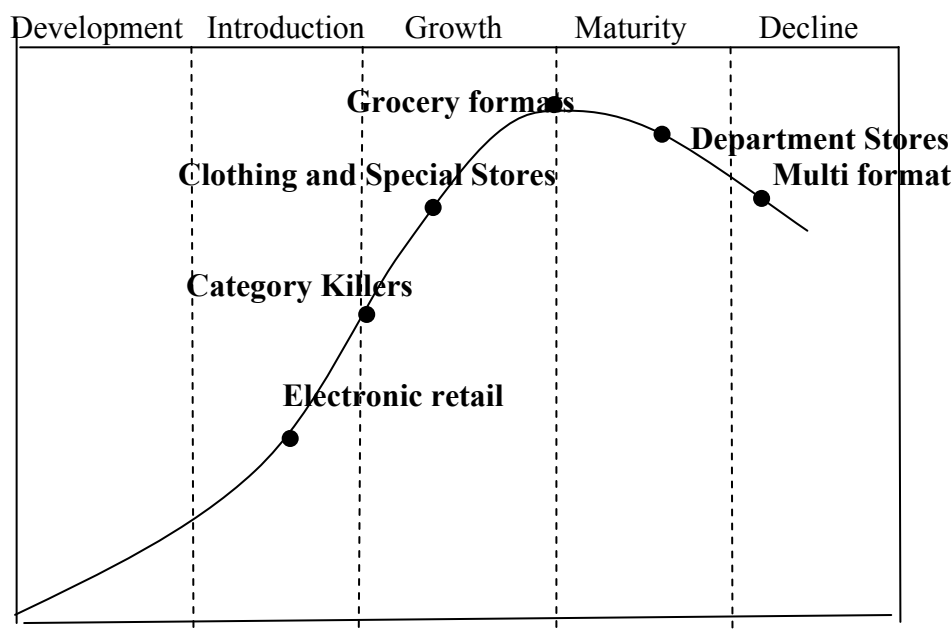 Development Introduction Growth Maturity Decline
Grocery formats
Department Stores
Clothing and Special Stores
Multi format
Category Killers
Electronic retail